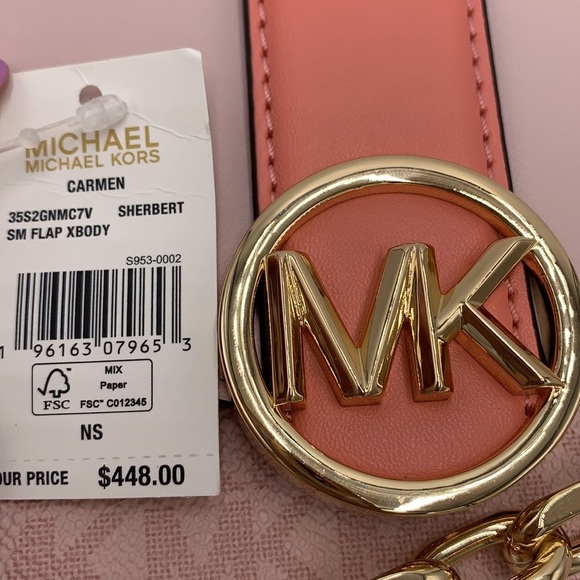 MICHAEL
MICHAEL KORS
CARMEN
35S2GNMC7V SHERBERT
SM FLAP XBODY
S953-0002
1 96163 07965 3
MIX
Paper
FSC
FSC™ C012345
NS
OUR PRICE $448.00
MK